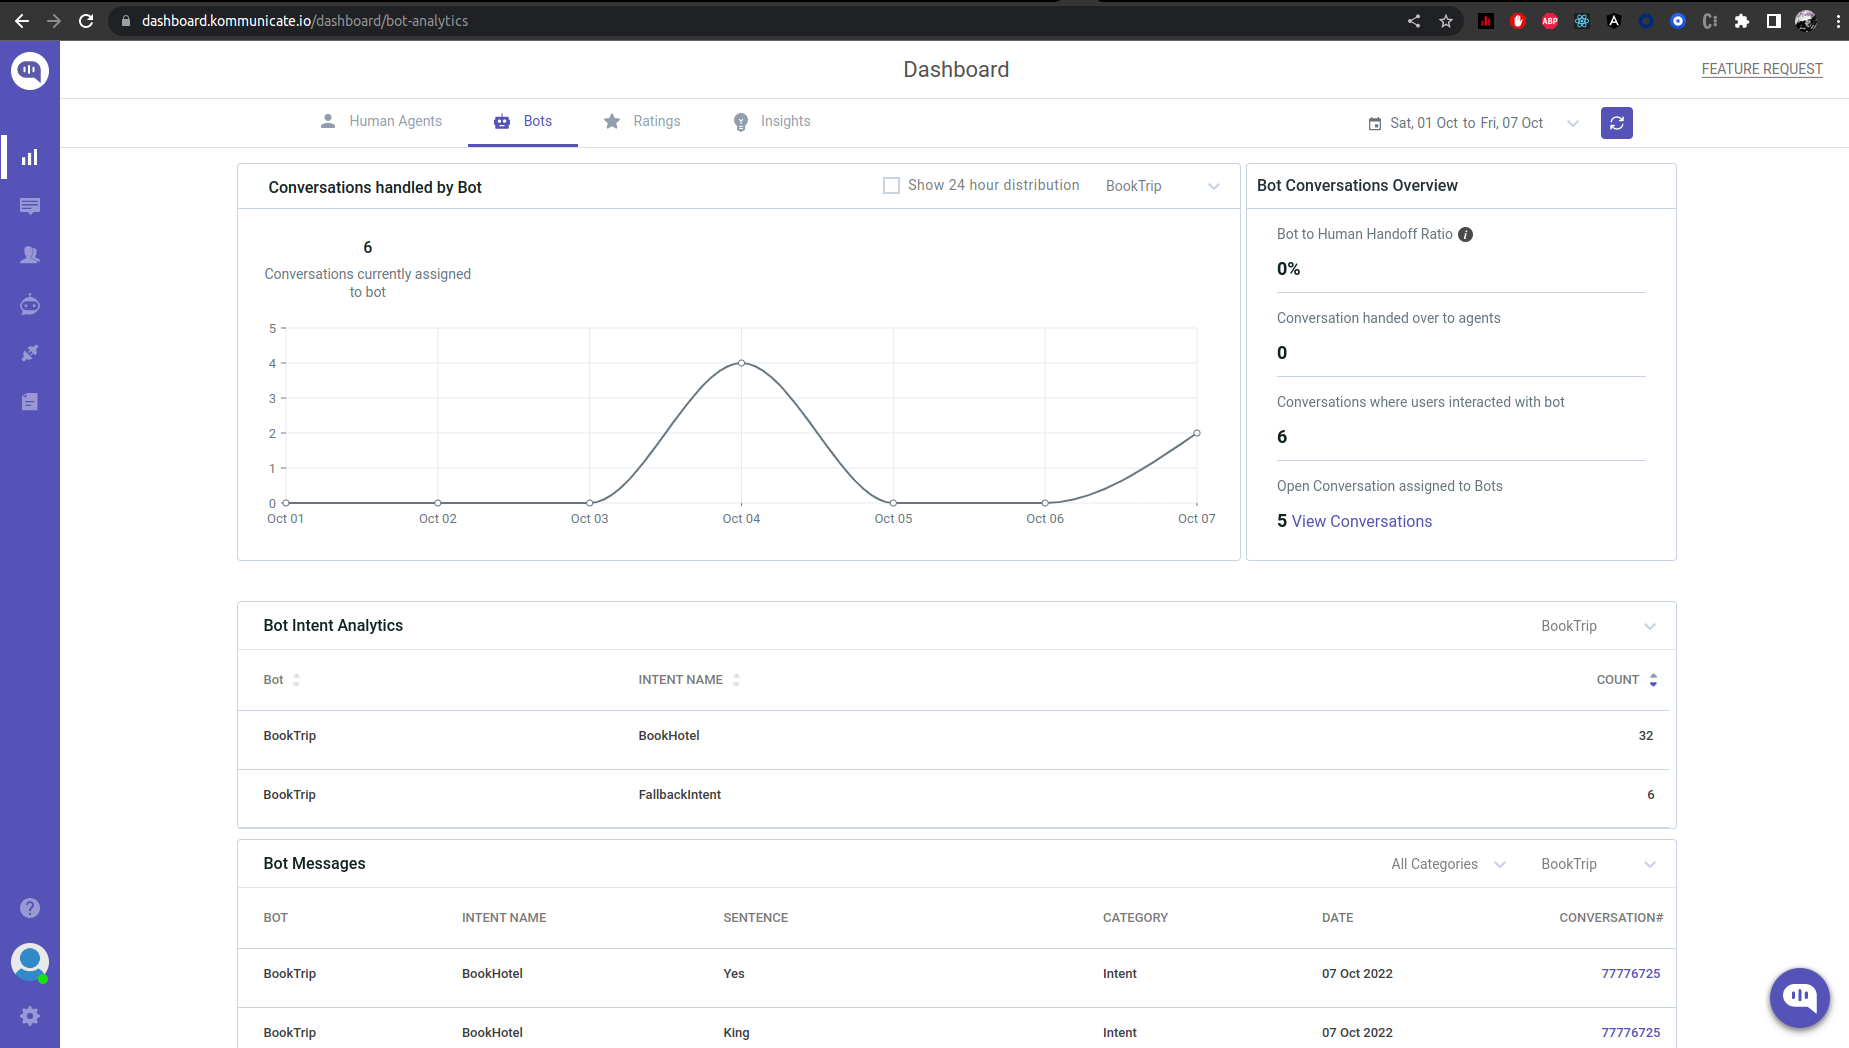 dashboard.kommunicate.io/dashboard/bot-analytics
ABP
Dashboard
FEATURE REQUEST
Human Agents
Bots
Ratings
Insights
Sat, 01 Oct to Fri, 07 Oct
Conversations handled by Bot
Show 24 hour distribution
BookTrip
6
Conversations currently assigned
to bot
5
4
3
2
1
0
Oct 01 Oct 02 Oct 03 Oct 04 Oct 05 Oct 06 Oct 07
Bot Conversations Overview
Bot to Human Handoff Ratio
0%
Conversation handed over to agents
0
Conversations where users interacted with bot
6
Open Conversation assigned to Bots
5 View Conversations
Bot Intent Analytics
BookTrip
Bot INTENT NAME COUNT
BookTrip BookHotel 32
BookTrip FallbackIntent 6
Bot Messages
All Categories
BookTrip
BOT INTENT NAME SENTENCE CATEGORY DATE CONVERSATION#
BookTrip BookHotel Yes Intent 07 Oct 2022 77776725
BookTrip BookHotel King Intent 07 Oct 2022 77776725